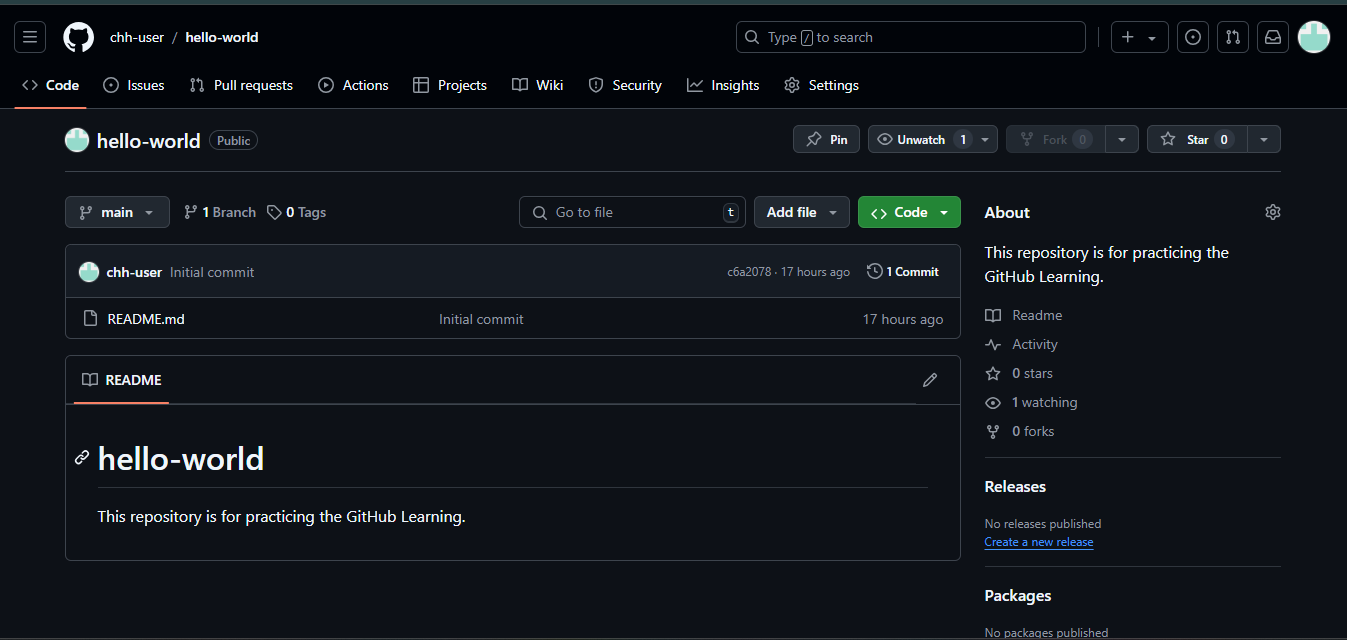 chh-user / hello-world
Type / to search
Code Issues Pull requests Actions Projects Wiki Security Insights Settings
hello-world Public
Pin Unwatch 1 Fork 0 Star 0
main 1 Branch 0 Tags Go to file t Add file Code
chh-user Initial commit c6a2078 · 17 hours ago 1 Commit
README.md Initial commit 17 hours ago
README
hello-world
This repository is for practicing the GitHub Learning.
About
This repository is for practicing the
GitHub Learning.
Readme
Activity
0 stars
1 watching
0 forks
Releases
No releases published
Create a new release
Packages
No packages published